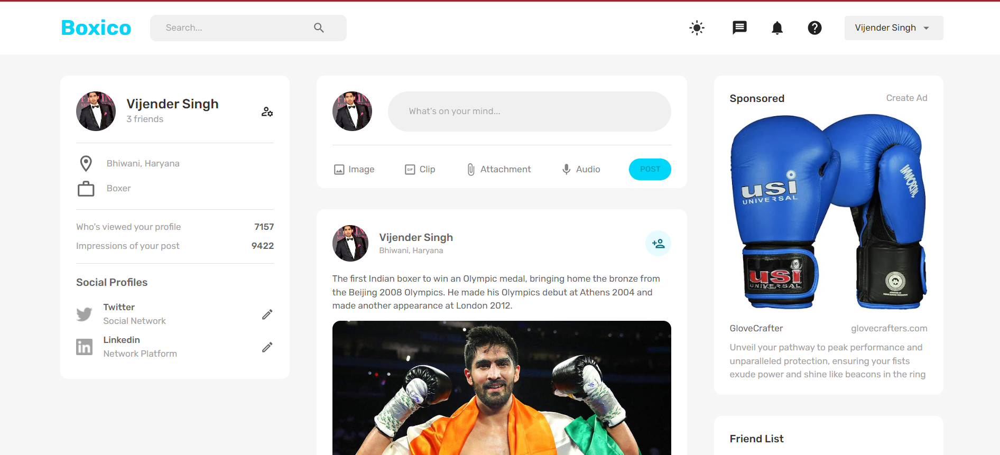 Boxico
Search...
Vijender Singh
Vijender Singh
3 friends
Bhiwani, Haryana
Boxer
Who's viewed your profile 7157
Impressions of your post 9422
Social Profiles
Twitter
Social Network
Linkedin
Network Platform
What's on your mind...
Image
GIF
Clip
Attachment
Audio
POST
Vijender Singh
Bhiwani, Haryana
The first Indian boxer to win an Olympic medal, bringing home the bronze from
the Beijing 2008 Olympics. He made his Olympics debut at Athens 2004 and
made another appearance at London 2012.
Sponsored
Create Ad
usi
UNIVERSAL
IMMORTAL
usi
UNIVERSAL
GloveCrafter
glovecrafters.com
Unveil your pathway to peak performance and
unparalleled protection, ensuring your fists
exude power and shine like beacons in the ring
Friend List